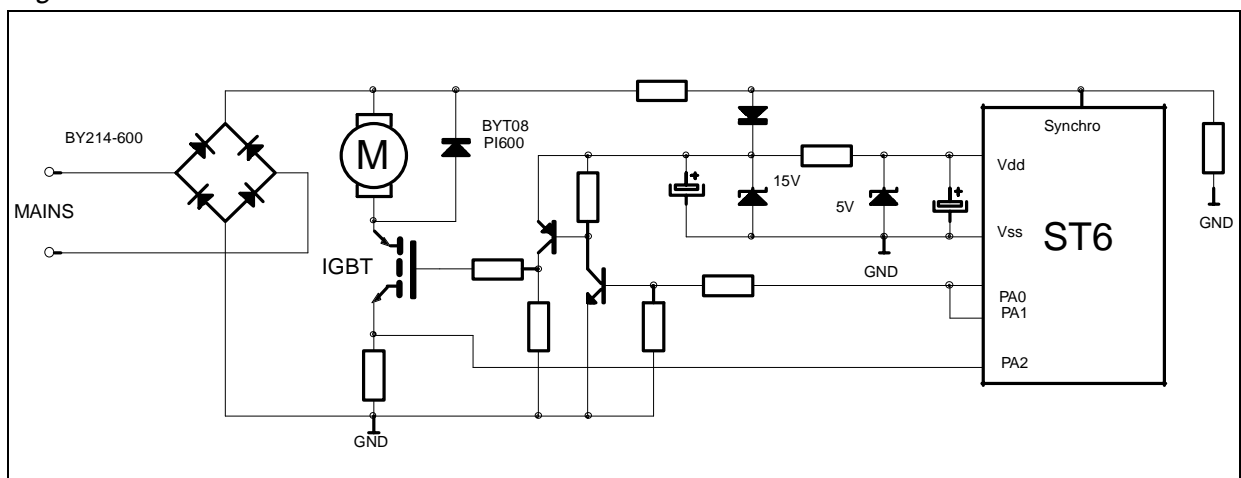 BY214-600
MAINS
M
BYT08
PI600
IGBT
GND
15V
5V
GND
Synchro
Vdd
Vss
ST6
PA0
PA1
PA2
GND